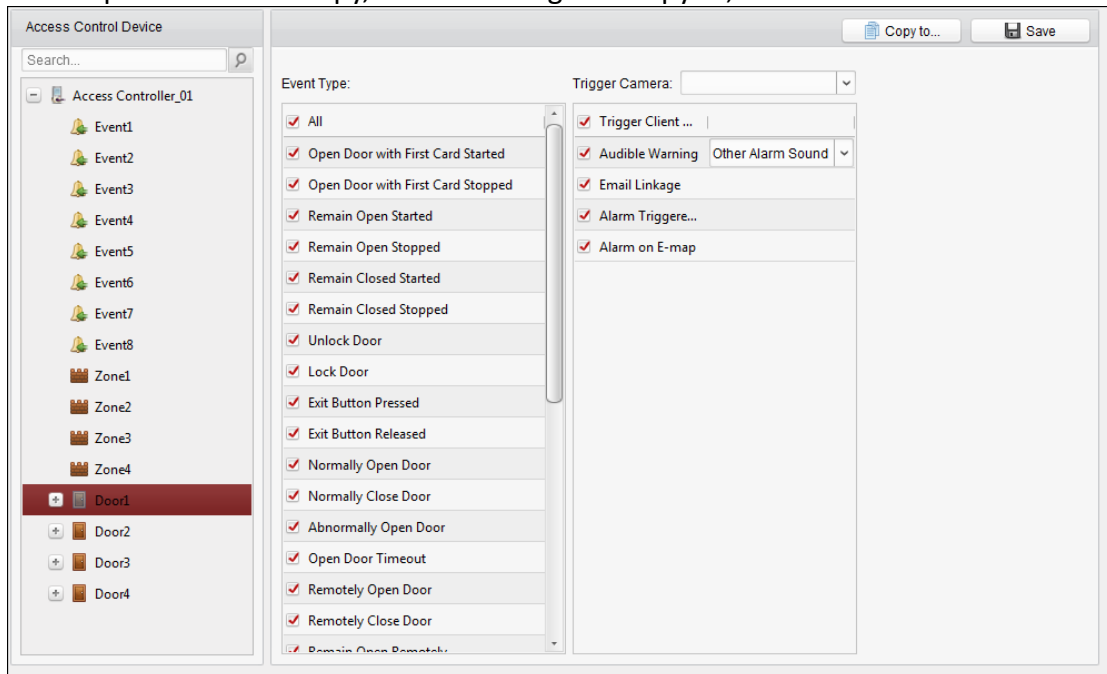 Access Control Device
Copy to...
Save
Search...
Access Controller_01
Event1
Event2
Event3
Event4
Event5
Event6
Event7
Event8
Zone1
Zone2
Zone3
Zone4
Door1
Door2
Door3
Door4
Event Type:
All
Open Door with First Card Started
Open Door with First Card Stopped
Remain Open Started
Remain Open Stopped
Remain Closed Started
Remain Closed Stopped
Unlock Door
Lock Door
Exit Button Pressed
Exit Button Released
Normally Open Door
Normally Close Door
Abnormally Open Door
Open Door Timeout
Remotely Open Door
Remotely Close Door
Remain Open Remotely
Trigger Camera:
Trigger Client ...
Audible Warning Other Alarm Sound
Email Linkage
Alarm Triggere...
Alarm on E-map